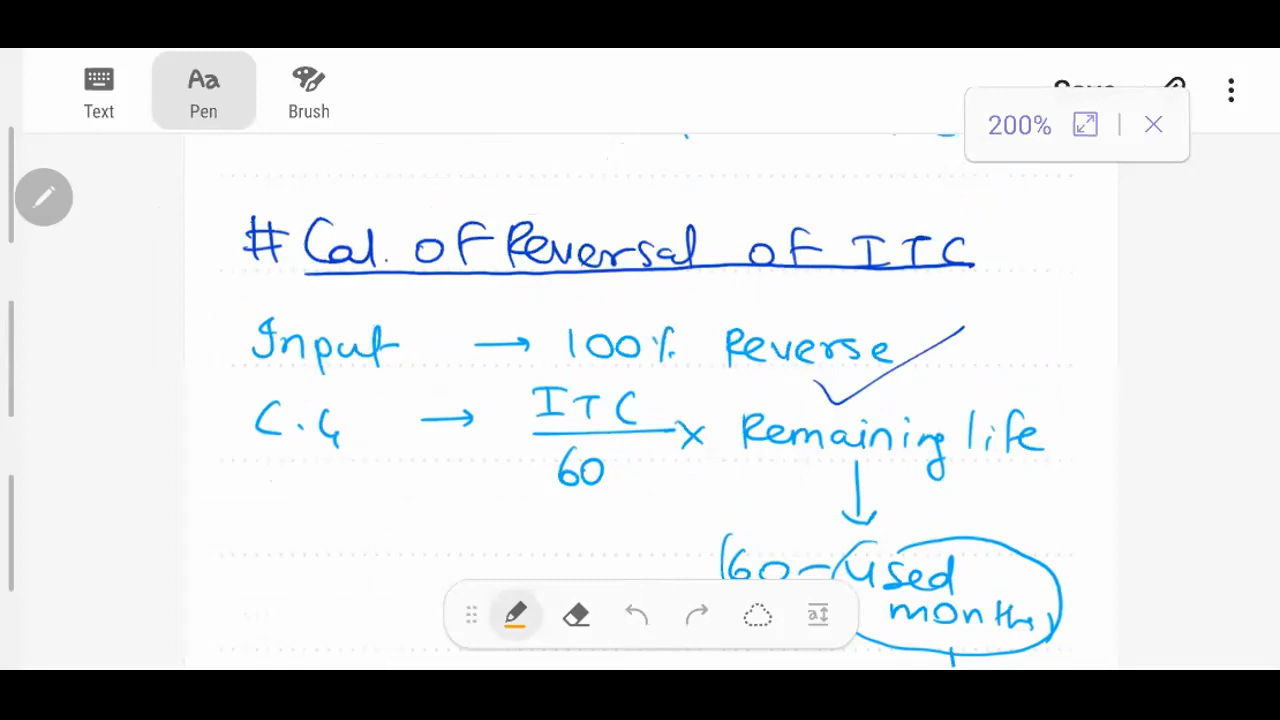 Text
Pen
Brush
Save
200%
# Cal. of Reversal of ITC
Input → 100% Reverse
C.G → ITC/60 × Remaining life
(60 - (Used
months)